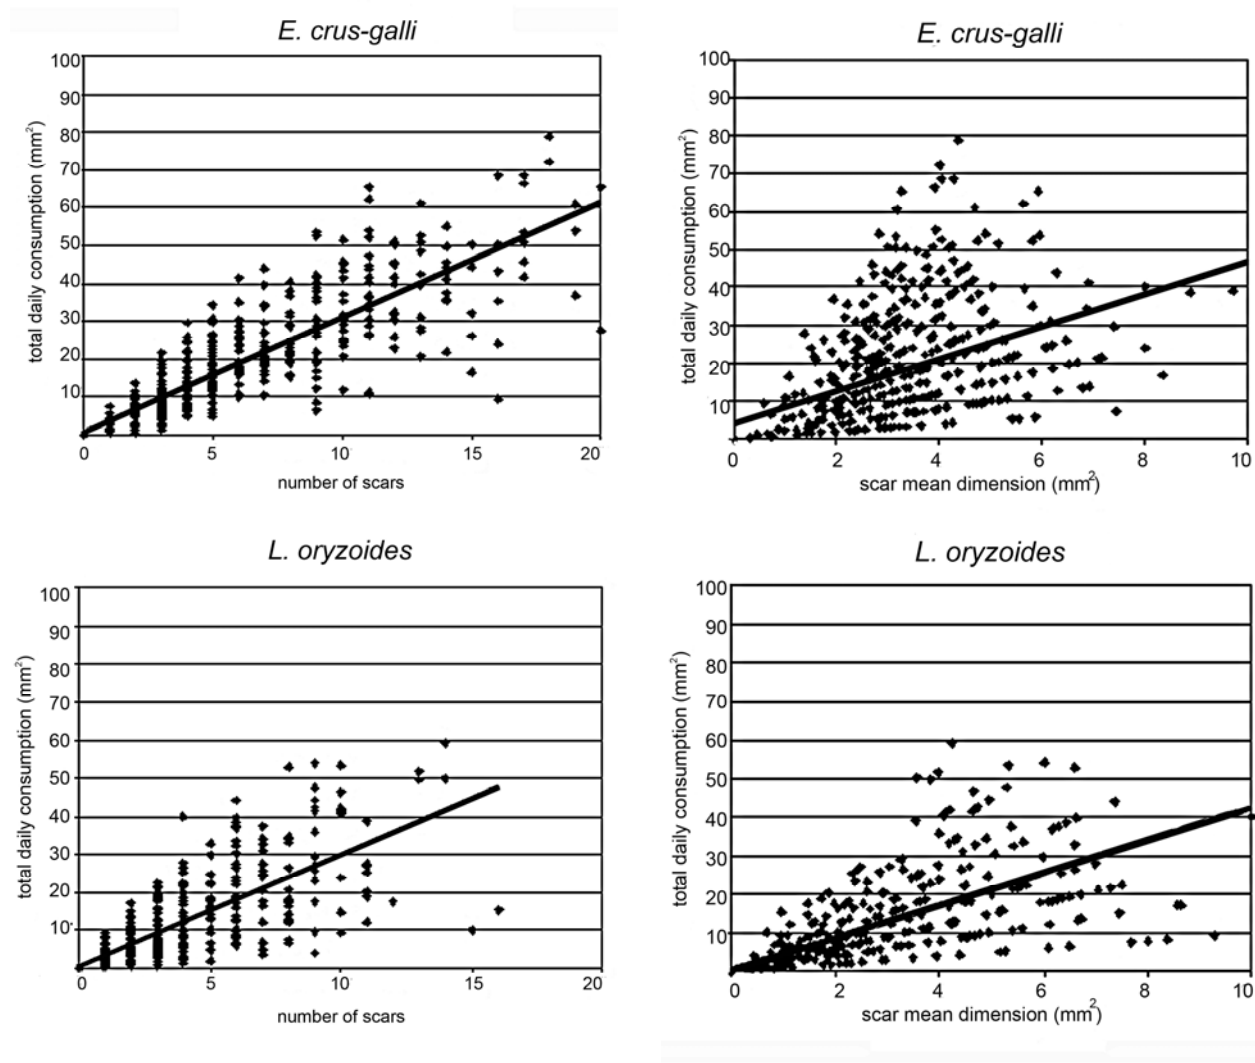 E. crus-galli
100
90
80
70
60
50
40
30
20
10
total daily consumption (mm²)
0 5 10 15 20
number of scars
E. crus-galli
100
90
80
70
60
50
40
30
20
10
total daily consumption (mm²)
0 2 4 6 8 10
scar mean dimension (mm²)
L. oryzoides
100
90
80
70
60
50
40
30
20
10
total daily consumption (mm²)
0 5 10 15 20
number of scars
L. oryzoides
100
90
80
70
60
50
40
30
20
10
total daily consumption (mm²)
0 2 4 6 8 10
scar mean dimension (mm²)